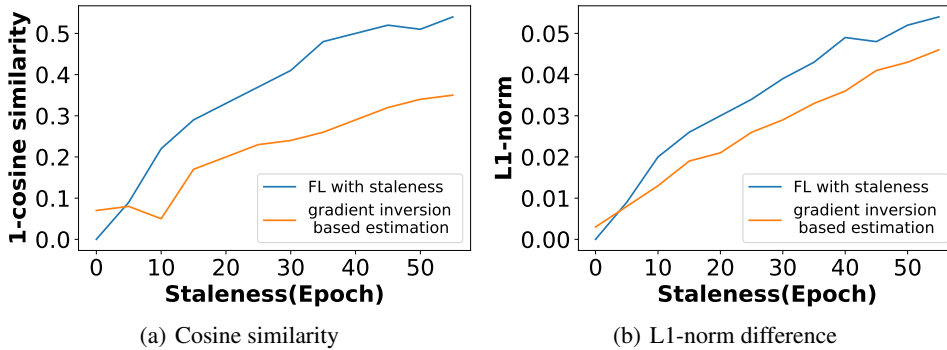 1-cosine similarity
0.5
0.4
0.3
0.2
0.1
0.0
FL with staleness
gradient inversion
based estimation
0 10 20 30 40 50
Staleness(Epoch)
(a) Cosine similarity
L1-norm
0.05
0.04
0.03
0.02
0.01
0.00
FL with staleness
gradient inversion
based estimation
0 10 20 30 40 50
Staleness(Epoch)
(b) L1-norm difference